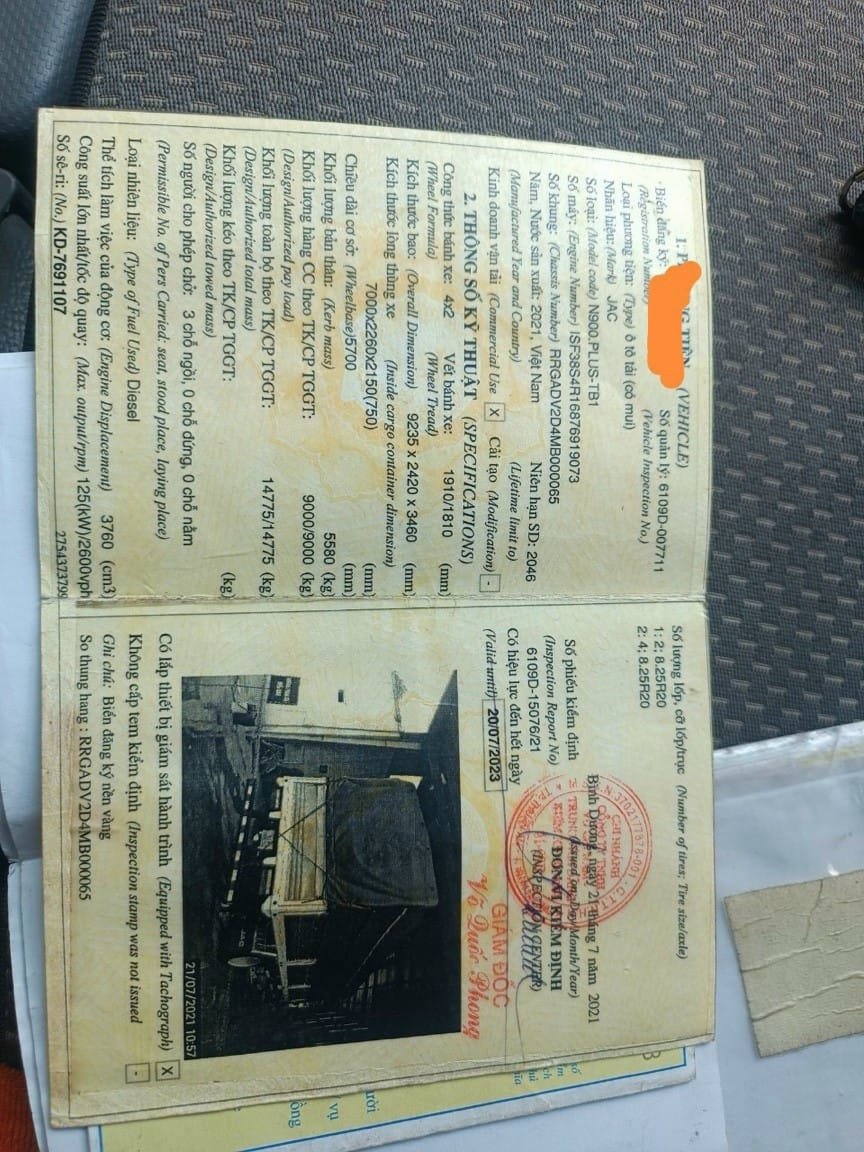 (VEHICLE)
Biển đăng ký:
(Registration Number)
Số quản lý: 6109D-007711
(Vehicle Inspection No.)
Loại phương tiện: (Type) ô tô tải (có mui)
Nhãn hiệu: (Mark) JAC
Số loại: (Model code) N900.PLUS-TB1
Số máy: (Engine Number) ISF38S4R16876919073
Số khung: (Chassis Number) RRGADV2D4MB000065
Năm, Nước sản xuất: 2021, Việt Nam Niên hạn SD: 2046
(Manufactured Year and Country) (Lifetime limit to)
Kinh doanh vận tải (Commercial Use) X Cải tạo (Modification) -
2. THÔNG SỐ KỸ THUẬT (SPECIFICATIONS)
Công thức bánh xe: 4x2 Vết bánh xe: 1910/1810 (mm)
(Wheel Formula) (Wheel Tread)
Kích thước bao: (Overall Dimension) 9235 x 2420 x 3460 (mm)
Kích thước lòng thùng xe (Inside cargo container dimension)
7000x2260x2150(750) (mm)
Chiều dài cơ sở: (Wheelbase)5700 (mm)
Khối lượng bản thân: (Kerb mass) 5580 (kg)
Khối lượng hàng CC theo TK/CP TGGT: 9000/9000 (kg)
(Design/Authorized pay load)
Khối lượng toàn bộ theo TK/CP TGGT: 14775/14775 (kg)
(Design/Authorized total mass)
Khối lượng kéo theo TK/CP TGGT: (kg)
(Design/Authorized towed mass)
Số người cho phép chở: 3 chỗ ngồi, 0 chỗ đứng, 0 chỗ nằm
(Permissible No. of Pers Carried: seat, stood place, laying place)
Loại nhiên liệu: (Type of Fuel Used) Diesel
Thể tích làm việc của động cơ: (Engine Displacement) 3760 (cm3)
Công suất lớn nhất/tốc độ quay: (Max. output/rpm) 125(kW)/2600vph
Số sê-ri: (No.) KD-7691107
Số lượng lốp, cỡ lốp/trục (Number of tires; Tire size/axle)
1: 2; 8.25R20
2: 4; 8.25R20
Số phiếu kiểm định
(Inspection Report No)
6109D-15076/21
Có hiệu lực đến hết ngày
(Valid until) 20/07/2023
Bình Dương, ngày 21 tháng 7 năm 2021
(Issued on: Day/Month/Year)
ĐƠN VỊ KIỂM ĐỊNH
(INSPECTION CENTER)
GIÁM ĐỐC
Võ Quốc Phong
21/07/2021 10:57
Có lắp thiết bị giám sát hành trình (Equipped with Tachograph) X
Không cấp tem kiểm định (Inspection stamp was not issued -
Ghi chú: Biển đăng ký nền vàng
So thung hang : RRGADV2D4MB000065